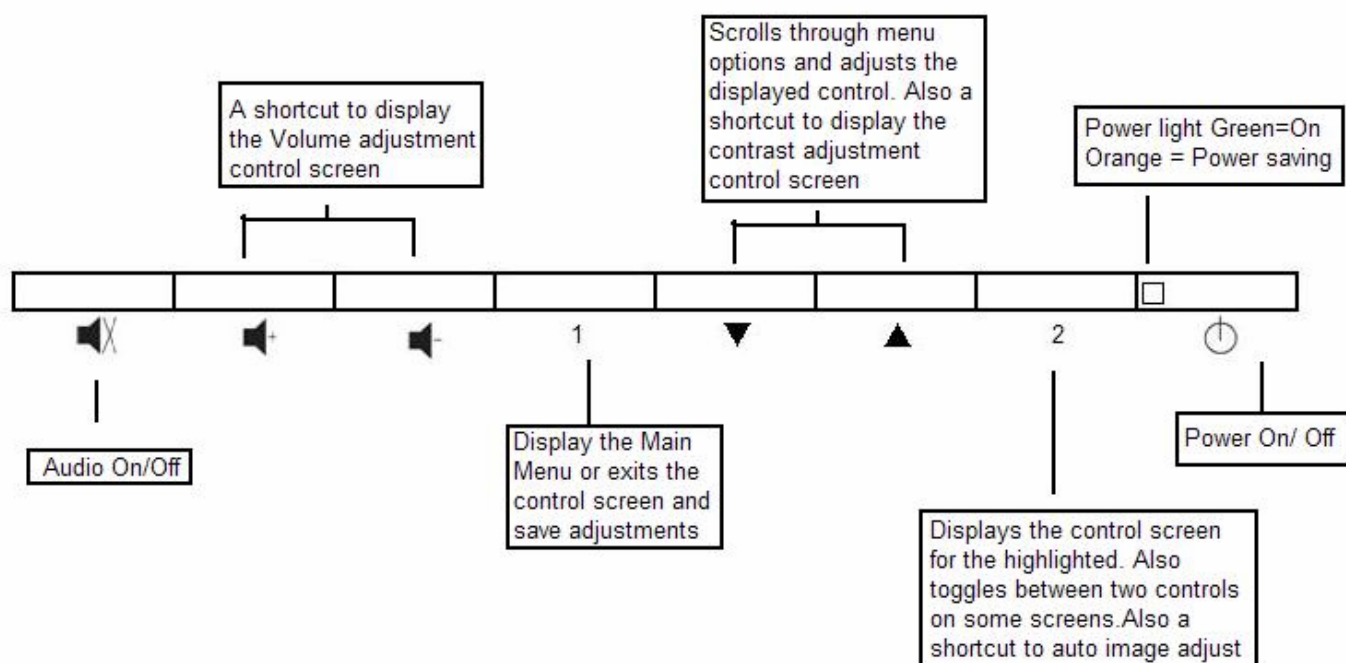 Scrolls through menu
options and adjusts the
displayed control. Also a
shortcut to display the
contrast adjustment
control screen
A shortcut to display
the Volume adjustment
control screen
Power light Green=On
Orange = Power saving
+
-
1
2
Audio On/Off
Display the Main
Menu or exits the
control screen and
save adjustments
Power On/ Off
Displays the control screen
for the highlighted. Also
toggles between two controls
on some screens.Also a
shortcut to auto image adjust